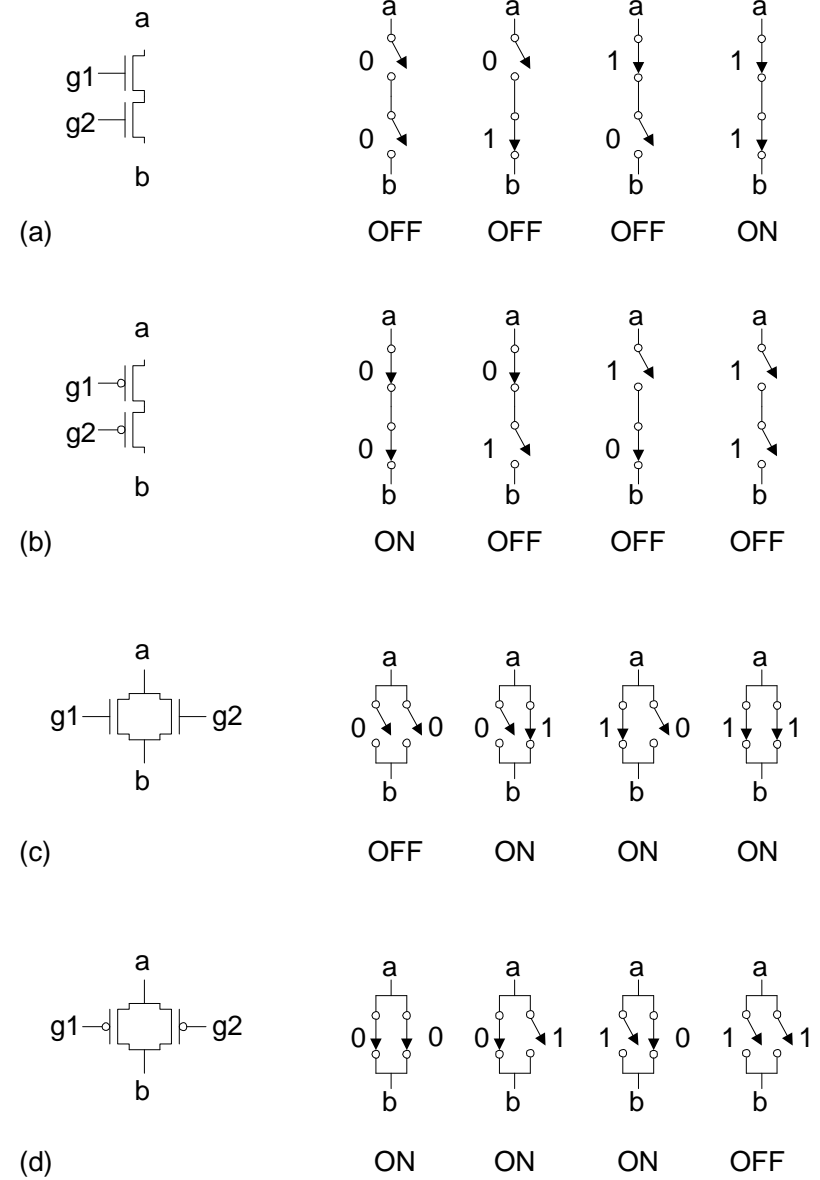 a a a a a
g1 0 0 1 1
g2 0 1 0 1
b b b b b
(a) OFF OFF OFF ON
a a a a a
g1 0 0 1 1
g2 0 1 0 1
b b b b b
(b) ON OFF OFF OFF
a a a a a
g1 g2 0 0 0 1 1 0 1 1
b b b b b
(c) OFF ON ON ON
a a a a a
g1 g2 0 0 0 1 1 0 1 1
b b b b b
(d) ON ON ON OFF